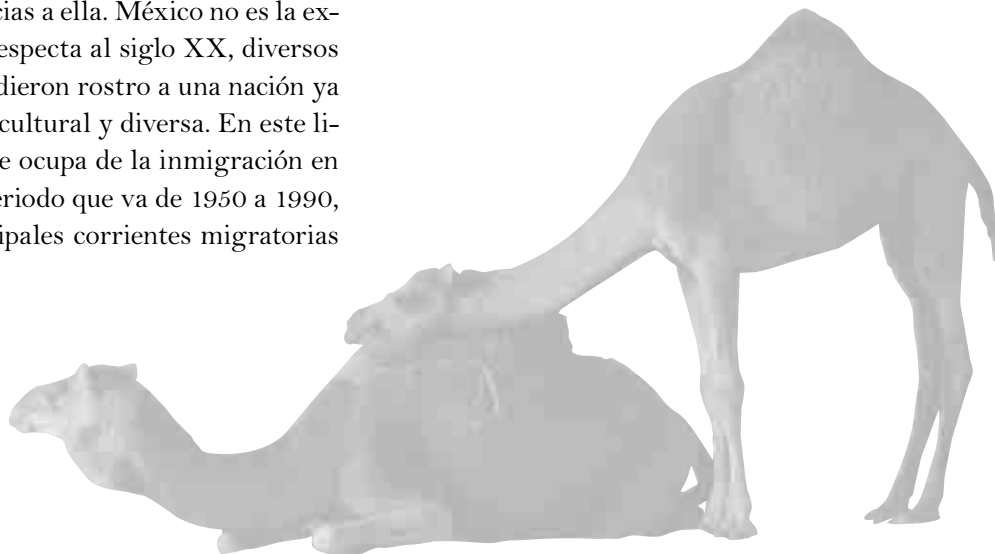 cias a ella. México no es la ex-
especta al siglo XX, diversos
dieron rostro a una nación ya
cultural y diversa. En este li-
e ocupa de la inmigración en
eriodo que va de 1950 a 1990,
ipales corrientes migratorias